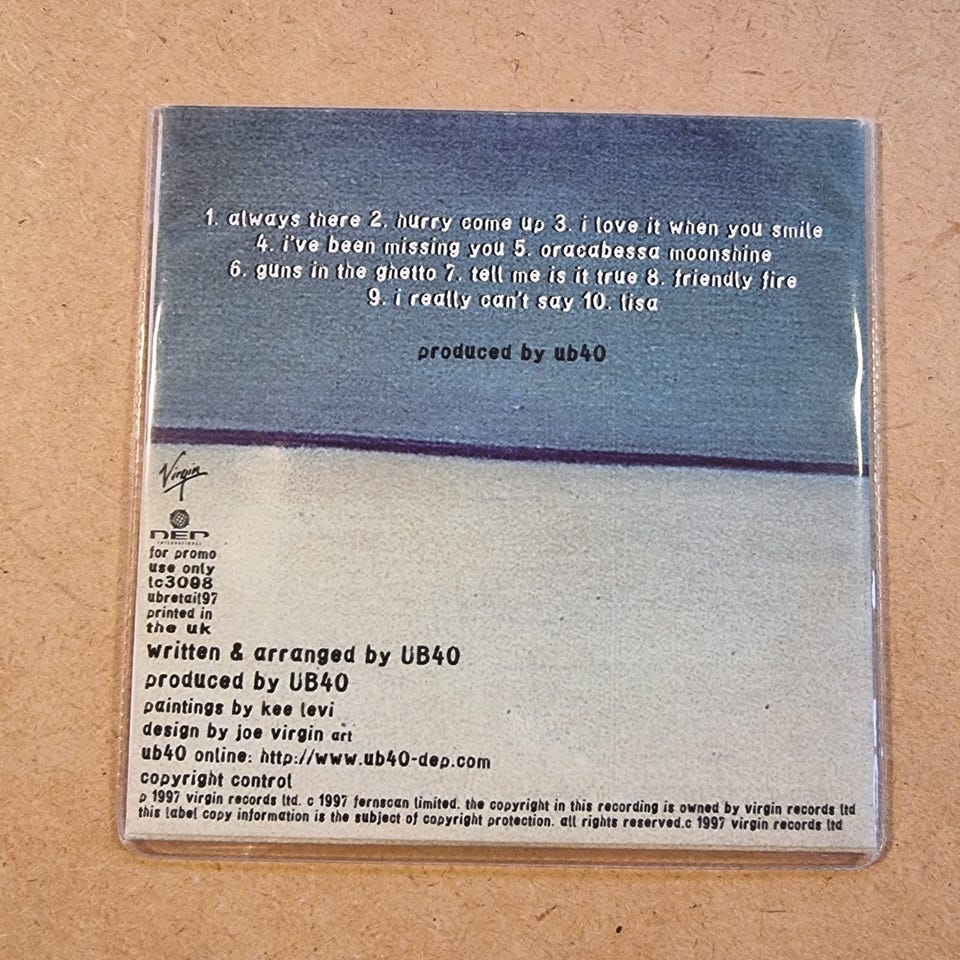 1. always there 2. hurry come up 3. i love it when you smile
4. i've been missing you 5. oracabessa moonshine
6. guns in the ghetto 7. tell me is it true 8. friendly fire
9. i really can't say 10. lisa
produced by ub40
Virgin
DEP
INTERNATIONAL
for promo
use only
lc3098
ubretail97
printed in
the uk
written & arranged by UB40
produced by UB40
paintings by kee levi
design by joe virgin art
ub40 online: http://www.ub40-dep.com
copyright control
p 1997 virgin records ltd. c 1997 fernscan limited. the copyright in this recording is owned by virgin records ltd
this label copy information is the subject of copyright protection. all rights reserved.c 1997 virgin records ltd